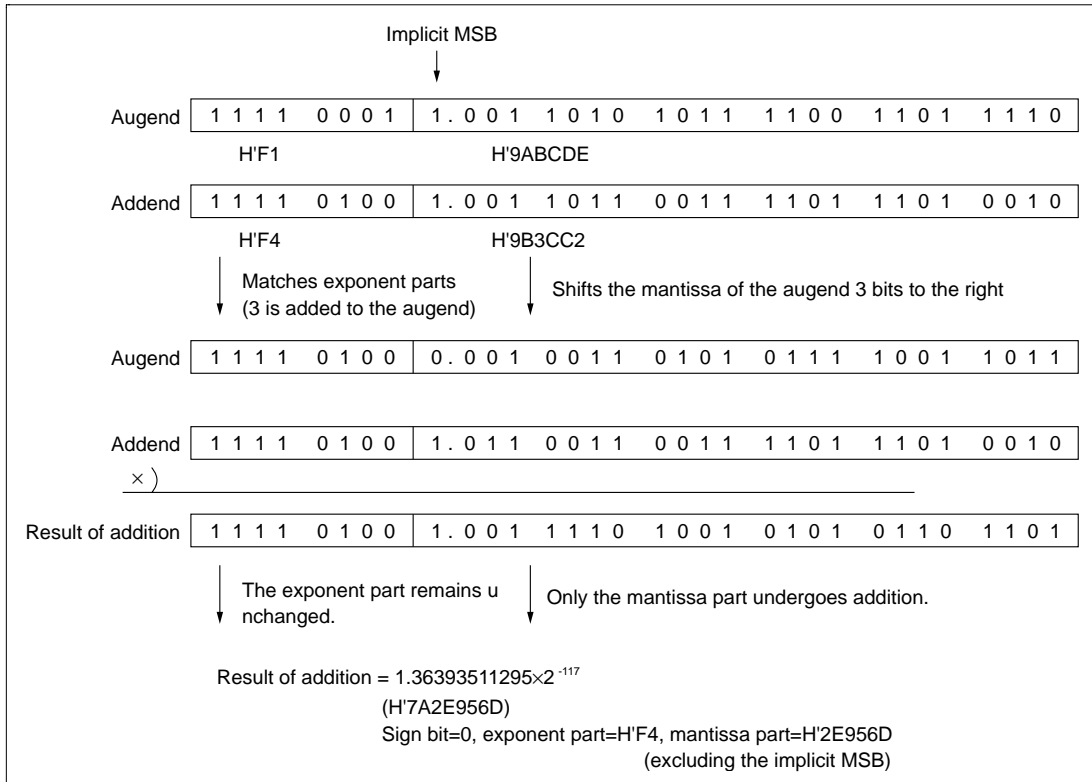 Implicit MSB
Augend 1 1 1 1 0 0 0 1 1 . 0 0 1 1 0 1 0 1 0 1 1 1 1 0 0 1 1 0 1 1 1 1 0
H'F1 H'9ABCDE
Addend 1 1 1 1 0 1 0 0 1 . 0 0 1 1 0 1 1 0 0 1 1 1 1 0 1 1 1 0 1 0 0 1 0
H'F4 H'9B3CC2
Matches exponent parts
(3 is added to the augend)
Shifts the mantissa of the augend 3 bits to the right
Augend 1 1 1 1 0 1 0 0 0 . 0 0 1 0 0 1 1 0 1 0 1 0 1 1 1 1 0 0 1 1 0 1 1
Addend 1 1 1 1 0 1 0 0 1 . 0 1 1 0 0 1 1 0 0 1 1 1 1 0 1 1 1 0 1 0 0 1 0
× )
Result of addition 1 1 1 1 0 1 0 0 1 . 0 0 1 1 1 1 0 1 0 0 1 0 1 0 1 0 1 1 0 1 1 0 1
The exponent part remains u
nchanged.
Only the mantissa part undergoes addition.
Result of addition = 1.36393511295×2 -117
(H'7A2E956D)
Sign bit=0, exponent part=H'F4, mantissa part=H'2E956D
(excluding the implicit MSB)